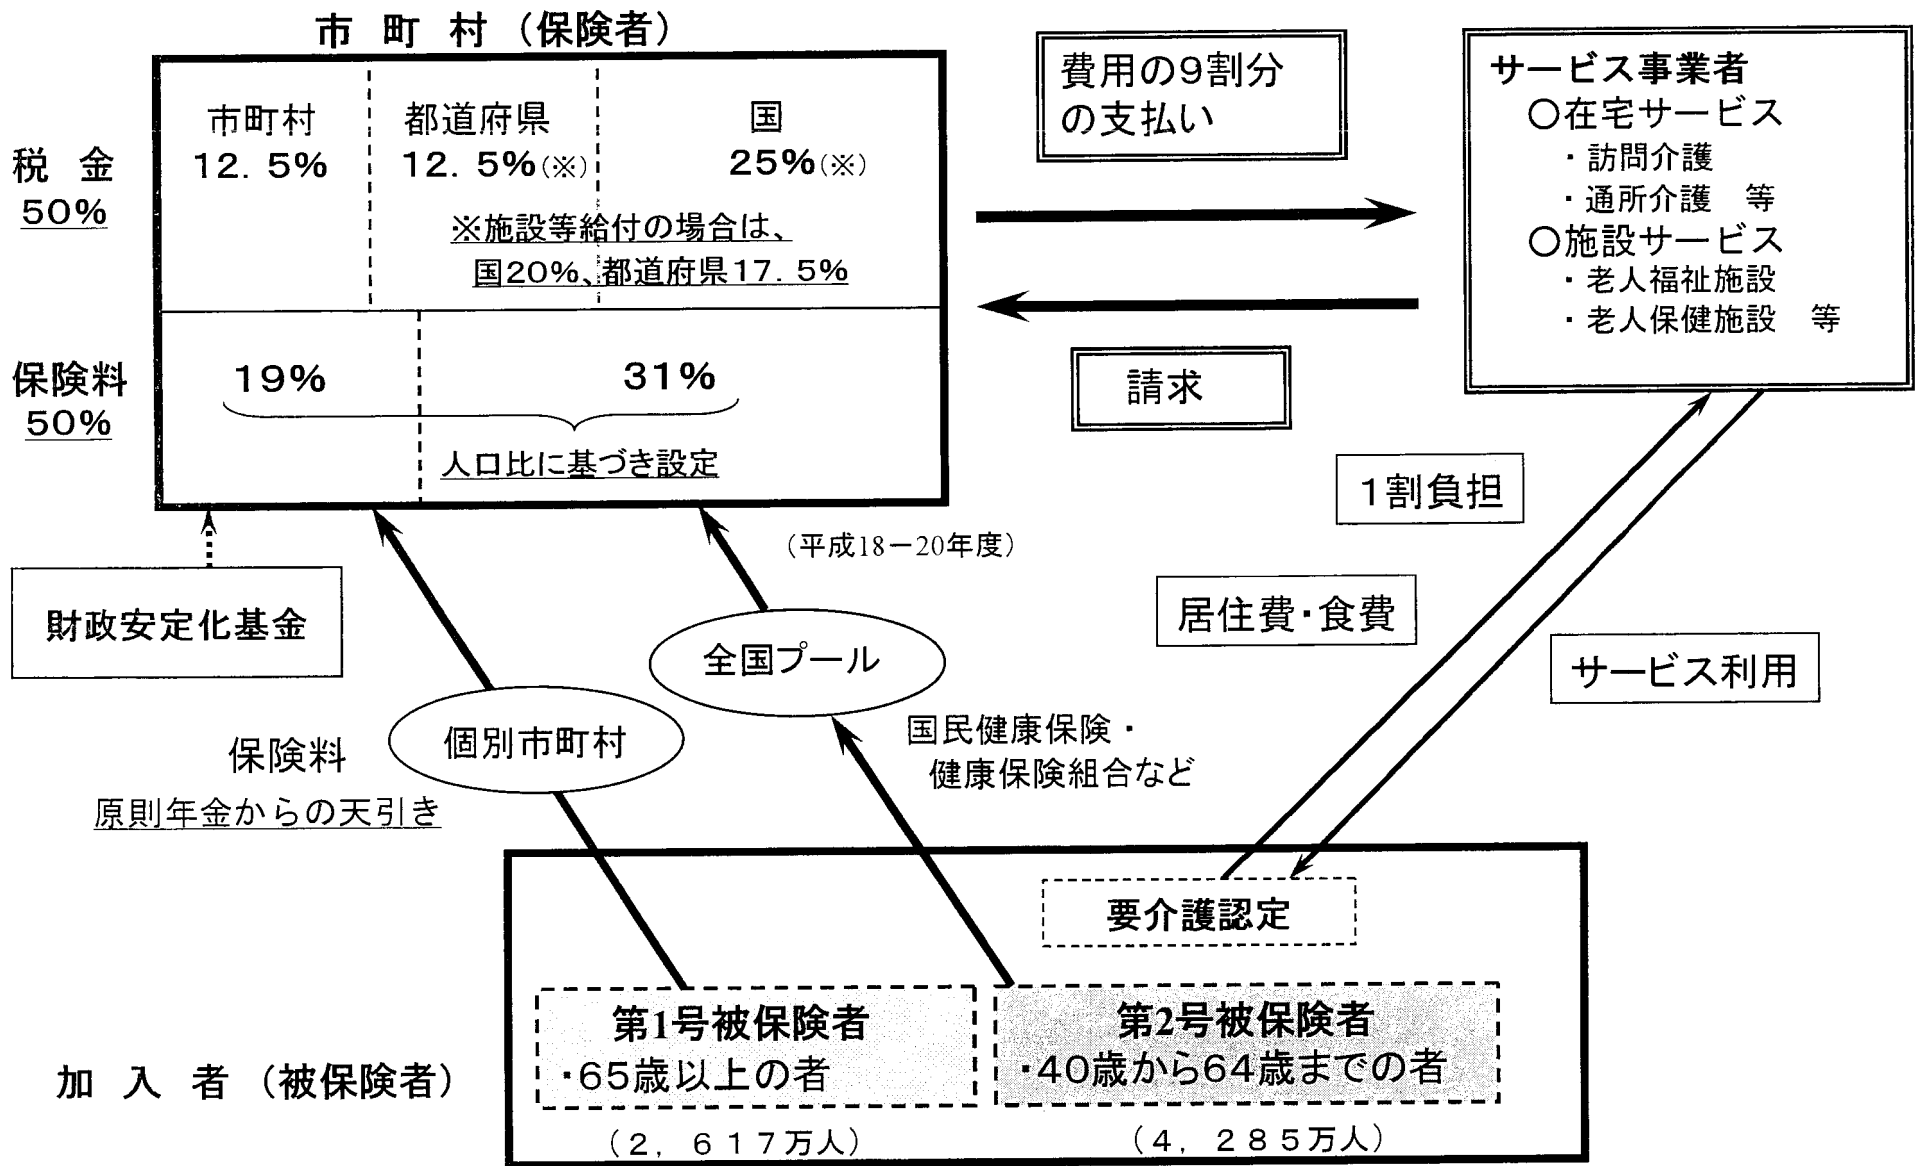 市 町 村（保険者）
税 金
50%
市町村
12. 5%
都道府県
12. 5%(※)
国
25%(※)
※施設等給付の場合は、
国20%、都道府県17. 5%
保険料
50%
19%
31%
人口比に基づき設定
費用の9割分
の支払い
請求
サービス事業者
○在宅サービス
・訪問介護
・通所介護　等
○施設サービス
・老人福祉施設
・老人保健施設　等
（平成18－20年度）
財政安定化基金
１割負担
居住費・食費
サービス利用
全国プール
個別市町村
保険料
原則年金からの天引き
国民健康保険・
健康保険組合など
要介護認定
加 入 者（被保険者）
第1号被保険者
・65歳以上の者
（2，617万人）
第2号被保険者
・40歳から64歳までの者
（4，285万人）